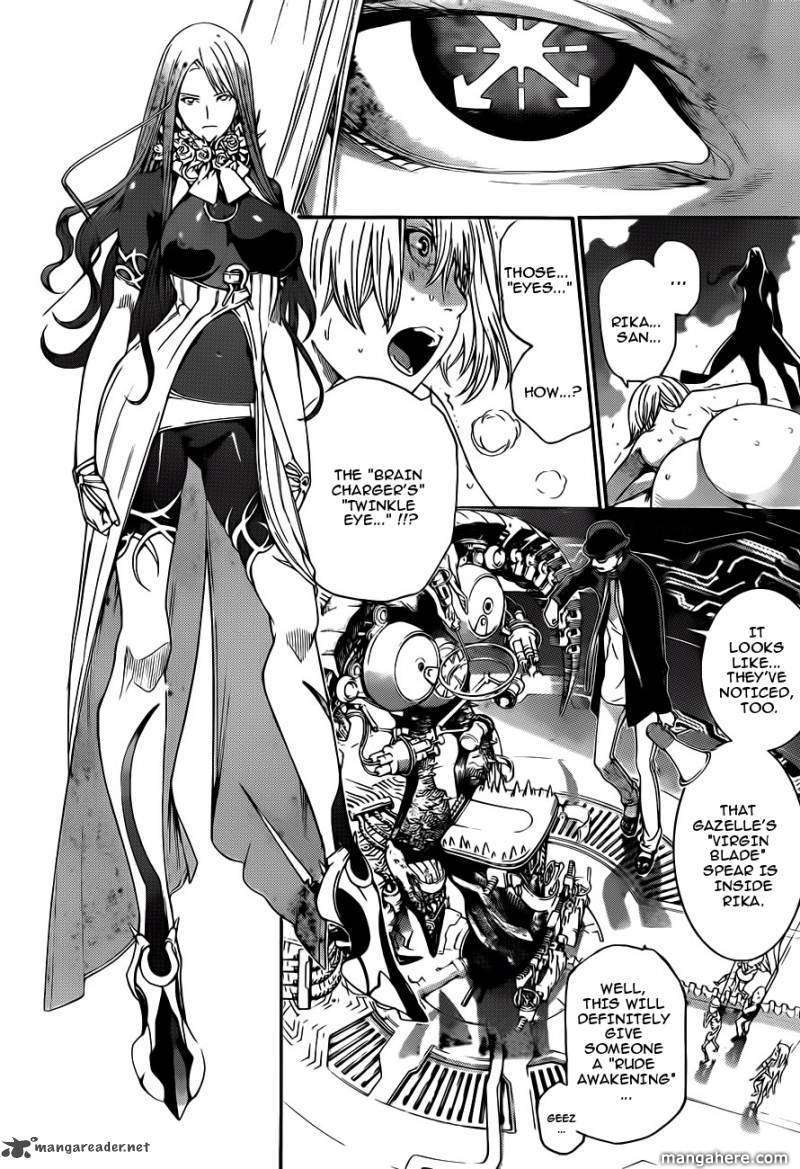 ...
RIKA...
SAN...
THOSE...
"EYES..."
HOW...?
THE "BRAIN
CHARGER'S"
"TWINKLE
EYE..." !!?
IT
LOOKS
LIKE...
THEY'VE
NOTICED,
TOO.
THAT
GAZELLE'S
"VIRGIN
BLADE"
SPEAR IS
INSIDE
RIKA.
WELL,
THIS WILL
DEFINITELY
GIVE
SOMEONE
A "RUDE
AWAKENING"
...
GEEZ
...
mangareader.net
mangahere.com